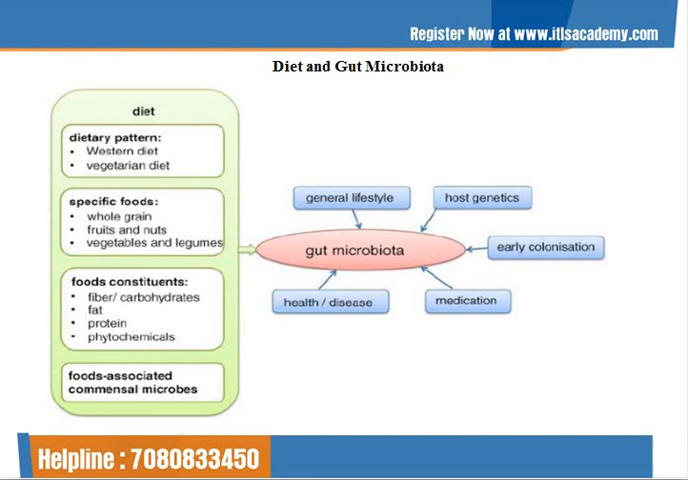 Register Now at www.itlsacademy.com
Diet and Gut Microbiota
diet
dietary pattern:
• Western diet
• vegetarian diet
specific foods:
• whole grain
• fruits and nuts
• vegetables and legumes
foods constituents:
• fiber/ carbohydrates
• fat
• protein
• phytochemicals
foods-associated
commensal microbes
general lifestyle
host genetics
gut microbiota
early colonisation
health / disease
medication
Helpline : 7080833450